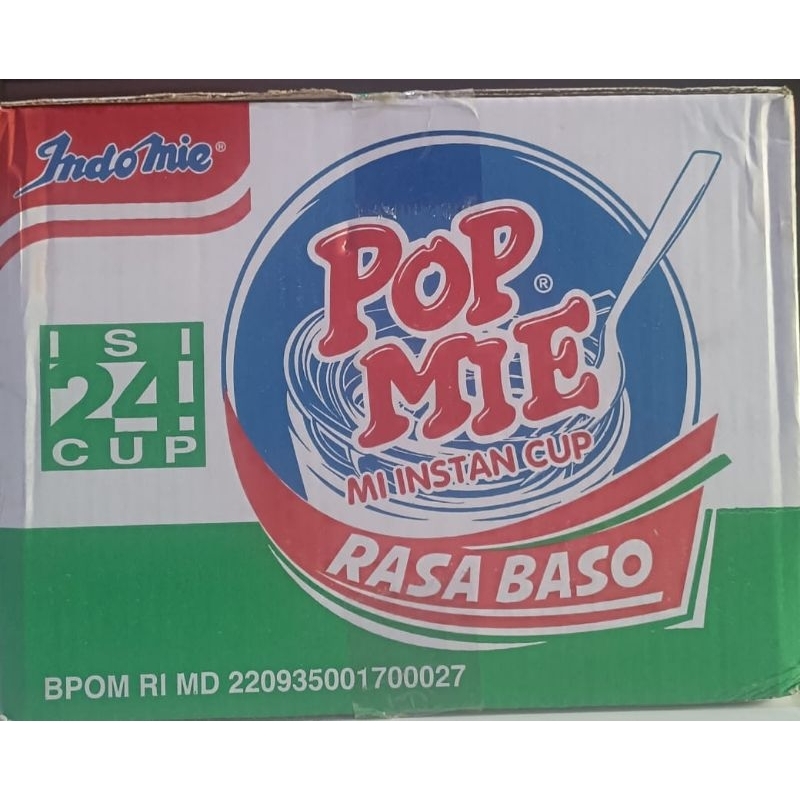 Indomie®
POP
MIE®
MI INSTAN CUP
RASA BASO
ISI
24
CUP
BPOM RI MD 220935001700027